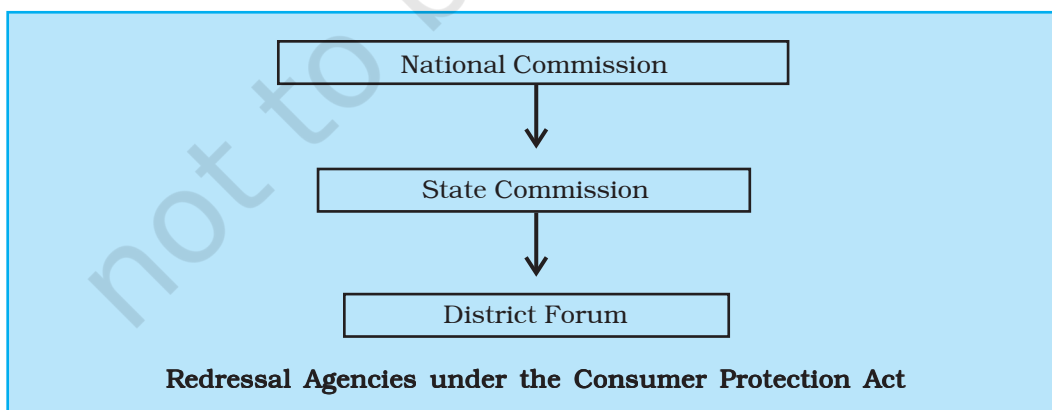 National Commission
State Commission
District Forum
Redressal Agencies under the Consumer Protection Act
not to b